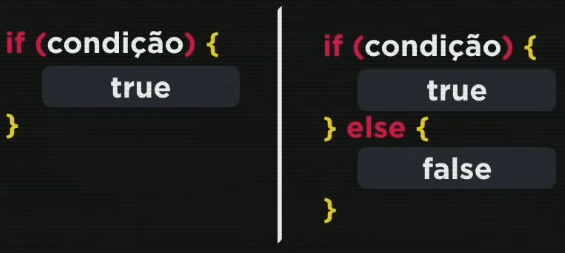 if (condição) {
true
}
if (condição) {
true
} else {
false
}